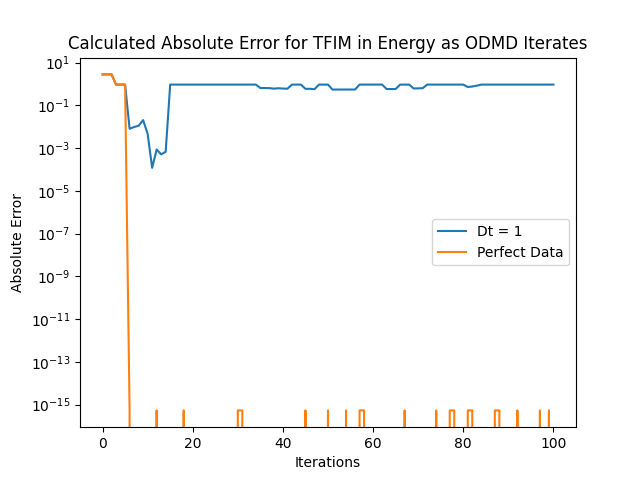 Calculated Absolute Error for TFIM in Energy as ODMD Iterates
Absolute Error
10¹
10⁻¹
10⁻³
10⁻⁵
10⁻⁷
10⁻⁹
10⁻¹¹
10⁻¹³
10⁻¹⁵
Dt = 1
Perfect Data
0 20 40 60 80 100
Iterations